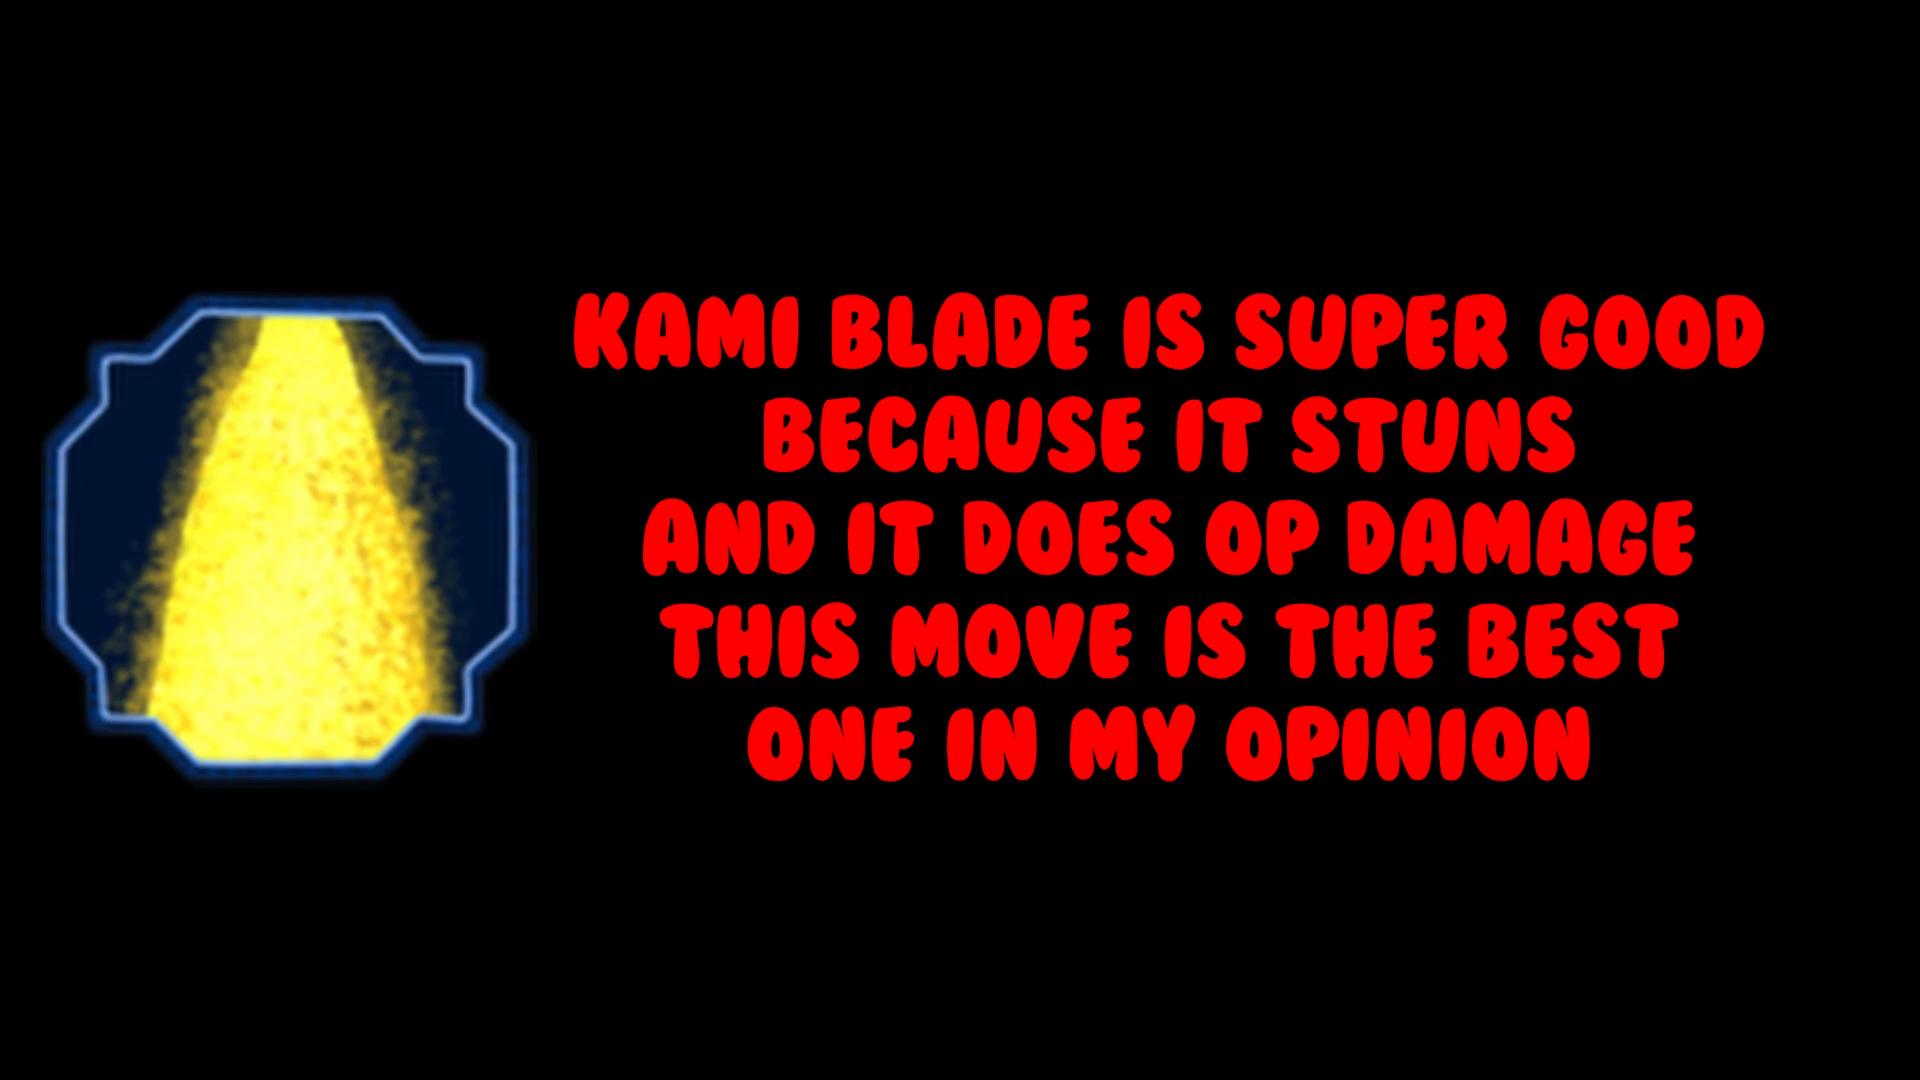 KAMI BLADE IS SUPER GOOD
BECAUSE IT STUNS
AND IT DOES OP DAMAGE
THIS MOVE IS THE BEST
ONE IN MY OPINION